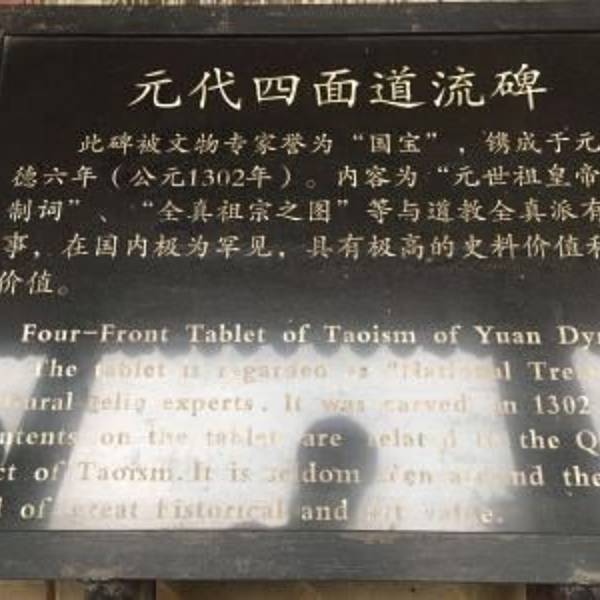 元代四面道流碑
此碑被文物专家誉为“国宝”，镌成于元
德六年（公元1302年）。内容为“元世祖皇帝
制词”、“全真祖宗之图”等与道教全真派有
事，在国内极为罕见，具有极高的史料价值和
价值。
Four-Front Tablet of Taoism of Yuan Dy
The tablet is regarded as "National Tre
tural relic experts. It was carved in 1302
ntents on the tablet are related to the Q
ct of Taoism. It is seldom seen around the
of great historical and art value.